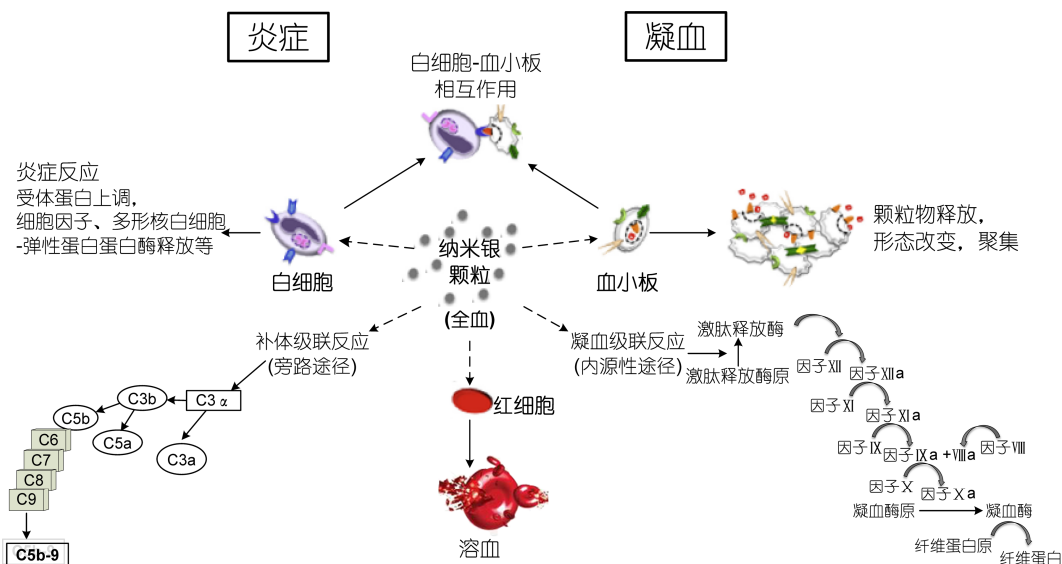 炎症
凝血
白细胞-血小板
相互作用
炎症反应
受体蛋白上调，
细胞因子、多形核白细胞
-弹性蛋白蛋白酶释放等
白细胞
纳米银
颗粒
(全血)
血小板
颗粒物释放，
形态改变，聚集
补体级联反应
(旁路途径)
C3 α
C3b
C3a
C5b
C5a
C6
C7
C8
C9
C5b-9
红细胞
溶血
凝血级联反应
(内源性途径)
激肽释放酶
激肽释放酶原
因子Ⅻ
因子Ⅻa
因子Ⅺ
因子Ⅺa
因子Ⅸ
因子Ⅸa +Ⅷa
因子Ⅷ
因子Ⅹ
因子Ⅹa
凝血酶原
凝血酶
纤维蛋白原
纤维蛋白